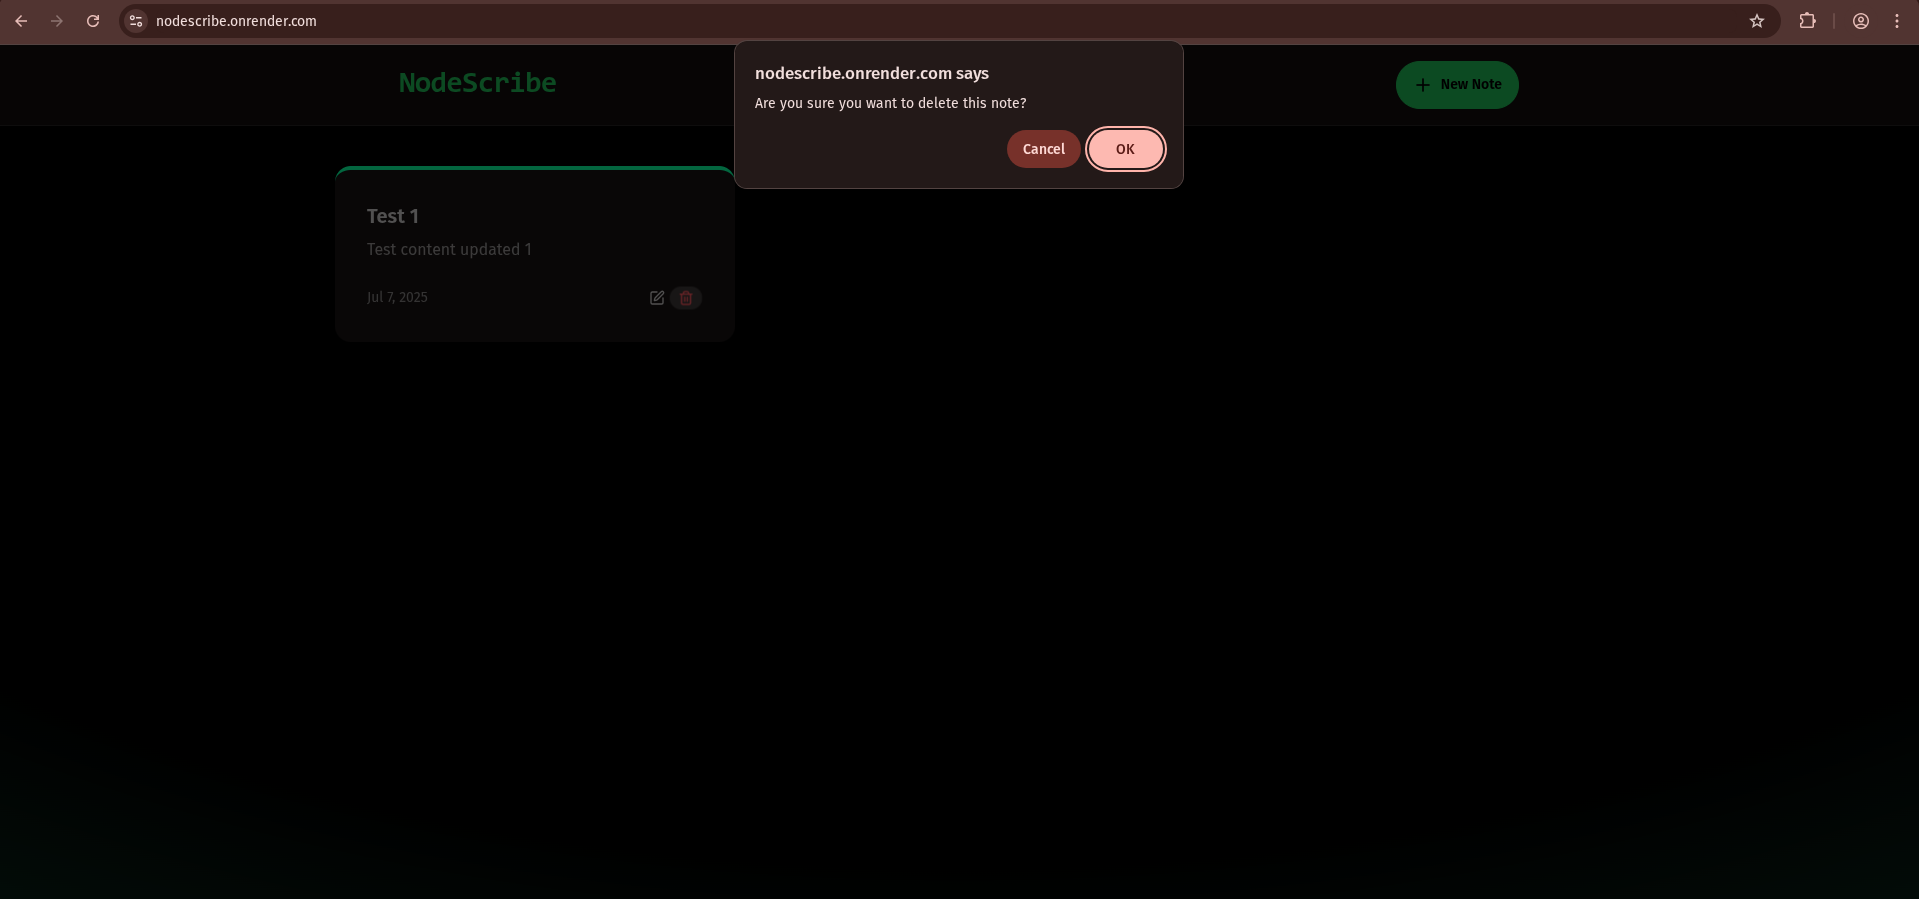 nodescribe.onrender.com
nodescribe.onrender.com says
Are you sure you want to delete this note?
Cancel
OK
NodeScribe
New Note
Test 1
Test content updated 1
Jul 7, 2025